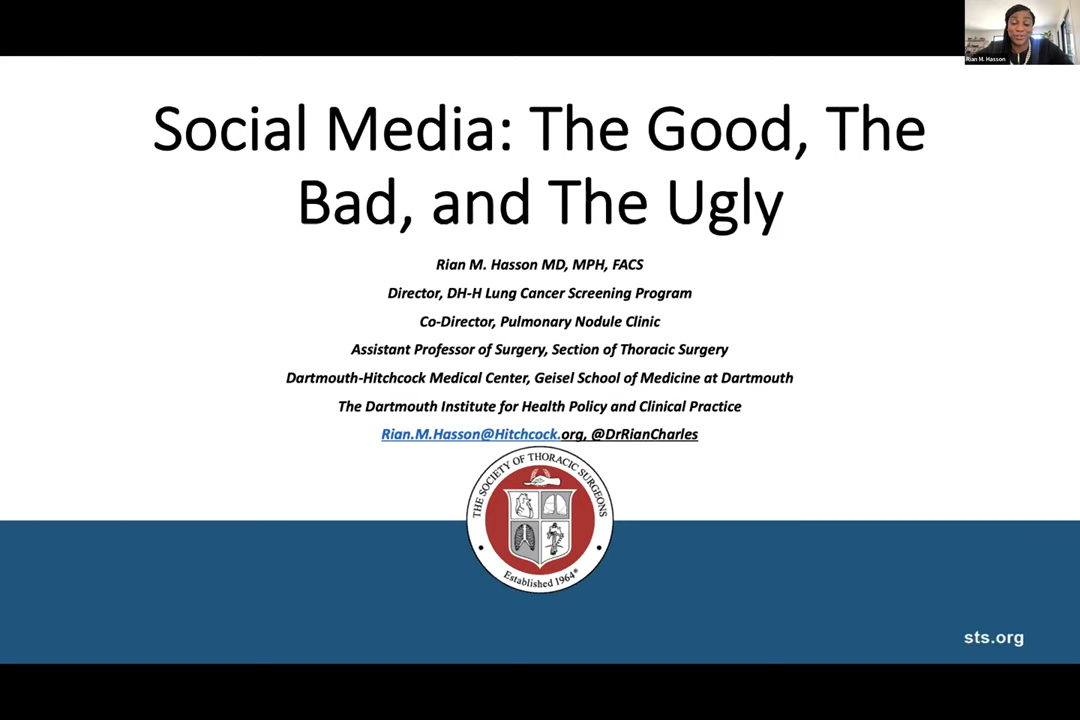 Rian M. Hasson
Social Media: The Good, The
Bad, and The Ugly
Rian M. Hasson MD, MPH, FACS
Director, DH-H Lung Cancer Screening Program
Co-Director, Pulmonary Nodule Clinic
Assistant Professor of Surgery, Section of Thoracic Surgery
Dartmouth-Hitchcock Medical Center, Geisel School of Medicine at Dartmouth
The Dartmouth Institute for Health Policy and Clinical Practice
Rian.M.Hasson@Hitchcock.org, @DrRianCharles
THE SOCIETY OF THORACIC SURGEONS
Established 1964®
sts.org